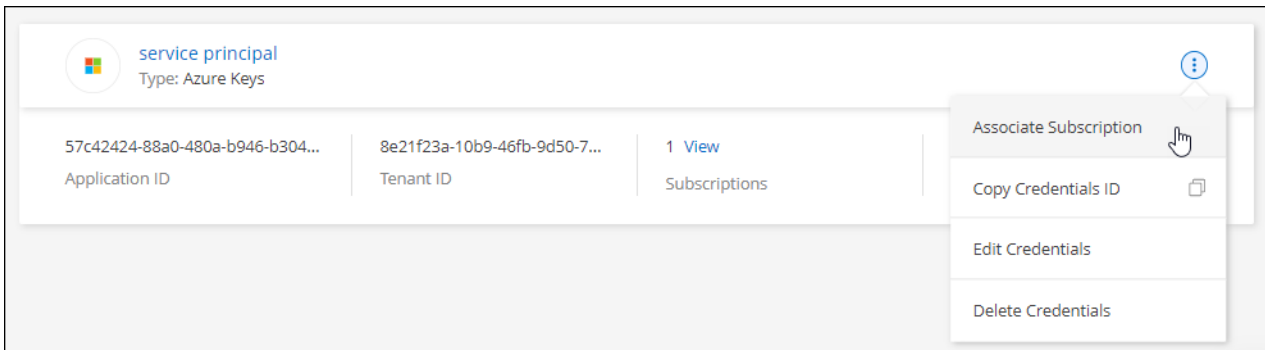 service principal
Type: Azure Keys
57c42424-88a0-480a-b946-b304...
Application ID
8e21f23a-10b9-46fb-9d50-7...
Tenant ID
1 View
Subscriptions
Associate Subscription
Copy Credentials ID
Edit Credentials
Delete Credentials